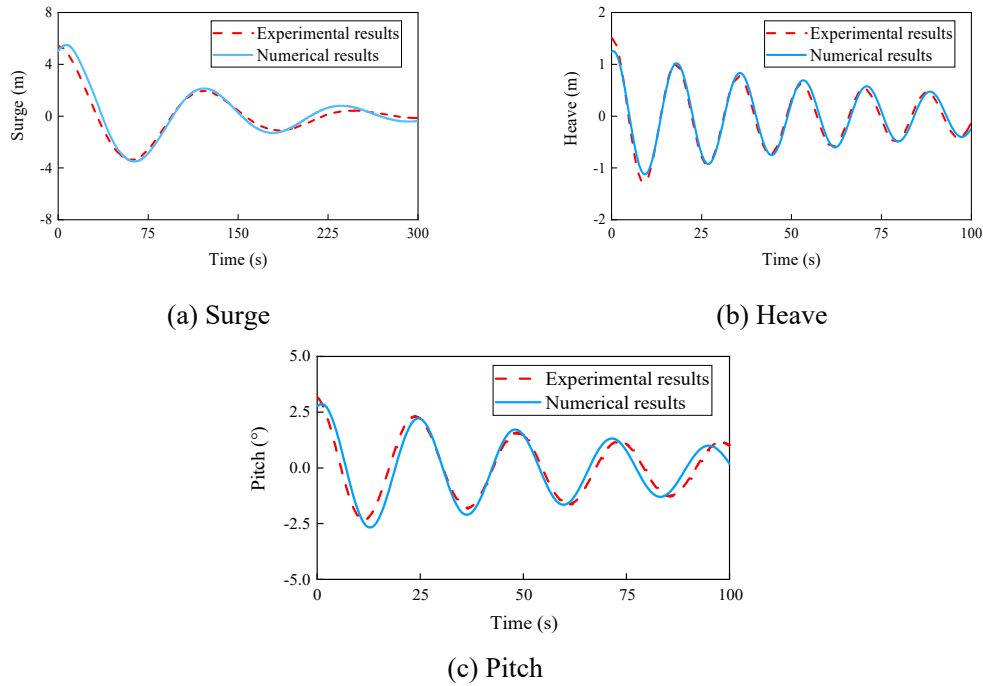 8
4
0
-4
-8
Surge (m)
Experimental results
Numerical results
0
75
150
225
300
Time (s)
(a) Surge
2
1
0
-1
-2
Heave (m)
Experimental results
Numerical results
0
25
50
75
100
Time (s)
(b) Heave
5.0
2.5
0.0
-2.5
-5.0
Pitch (°)
Experimental results
Numerical results
0
25
50
75
100
Time (s)
(c) Pitch